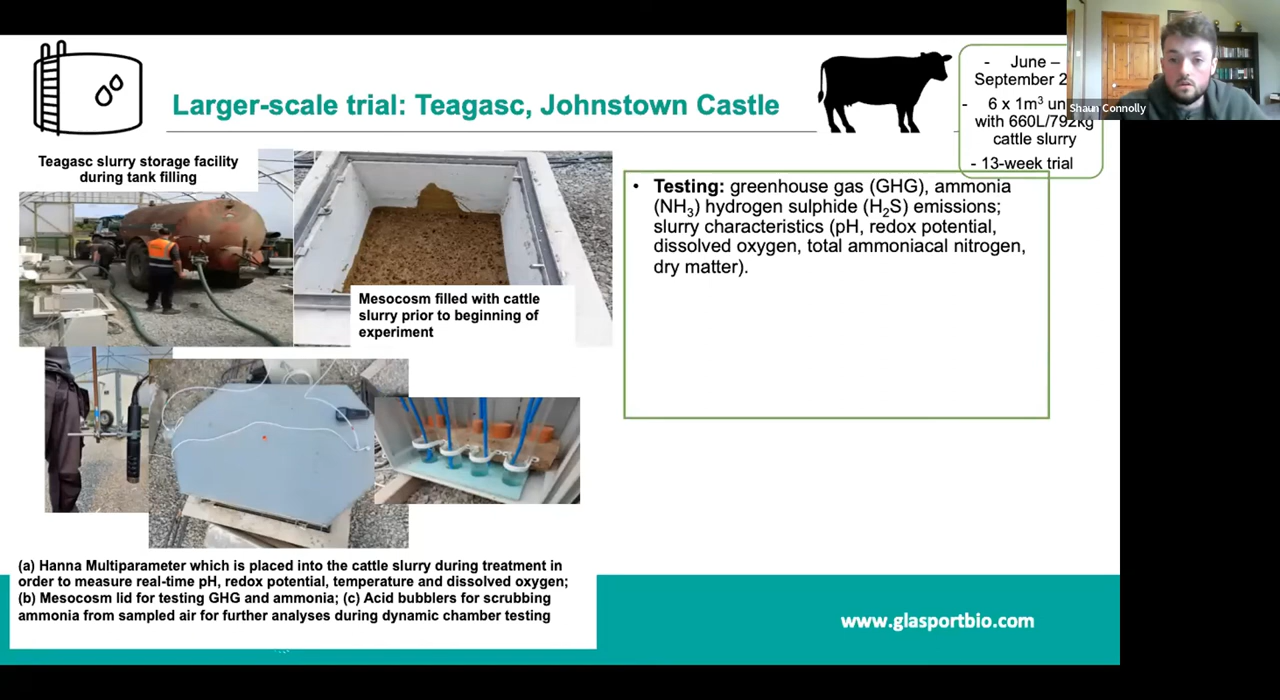 Larger-scale trial: Teagasc, Johnstown Castle
- June –
September 2
- 6 x 1m³ un
with 660L/792kg
cattle slurry
- 13-week trial
Shaun Connolly
Teagasc slurry storage facility
during tank filling
Mesocosm filled with cattle
slurry prior to beginning of
experiment
• Testing: greenhouse gas (GHG), ammonia
(NH₃) hydrogen sulphide (H₂S) emissions;
slurry characteristics (pH, redox potential,
dissolved oxygen, total ammoniacal nitrogen,
dry matter).
(a) Hanna Multiparameter which is placed into the cattle slurry during treatment in
order to measure real-time pH, redox potential, temperature and dissolved oxygen;
(b) Mesocosm lid for testing GHG and ammonia; (c) Acid bubblers for scrubbing
ammonia from sampled air for further analyses during dynamic chamber testing
www.glasportbio.com